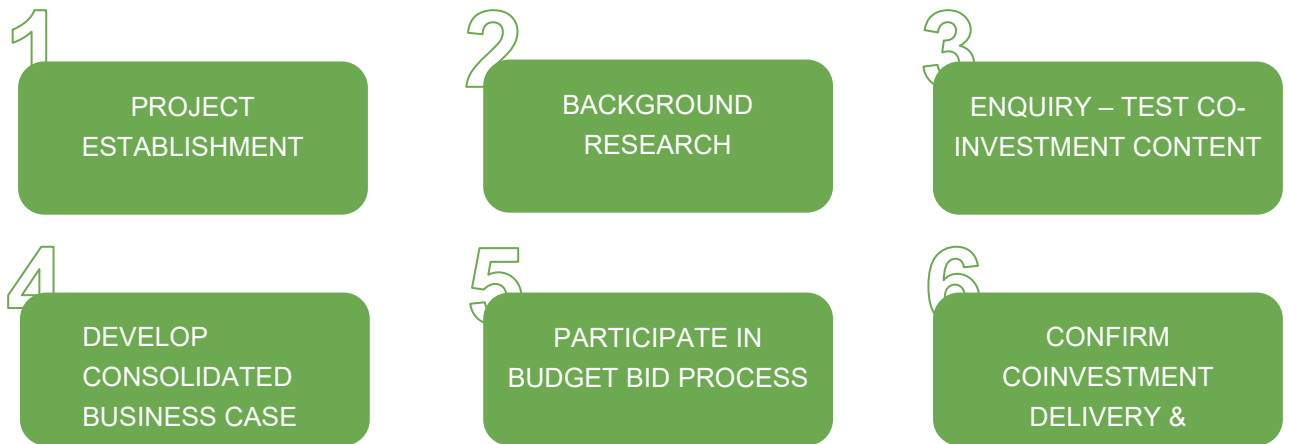 1
PROJECT
ESTABLISHMENT
2
BACKGROUND
RESEARCH
3
ENQUIRY – TEST CO-
INVESTMENT CONTENT
4
DEVELOP
CONSOLIDATED
BUSINESS CASE
5
PARTICIPATE IN
BUDGET BID PROCESS
6
CONFIRM
COINVESTMENT
DELIVERY &